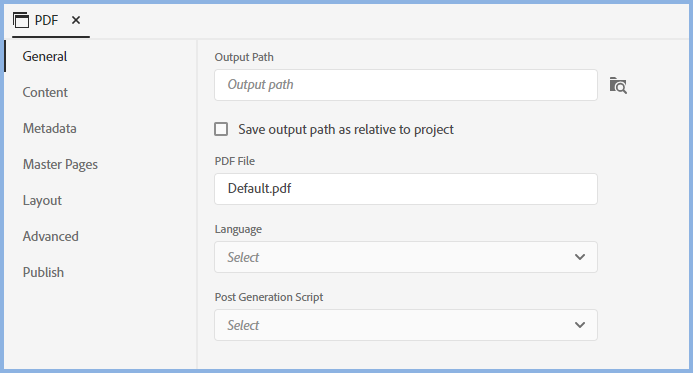 PDF
General
Content
Metadata
Master Pages
Layout
Advanced
Publish
Output Path
Output path
Save output path as relative to project
PDF File
Default.pdf
Language
Select
Post Generation Script
Select